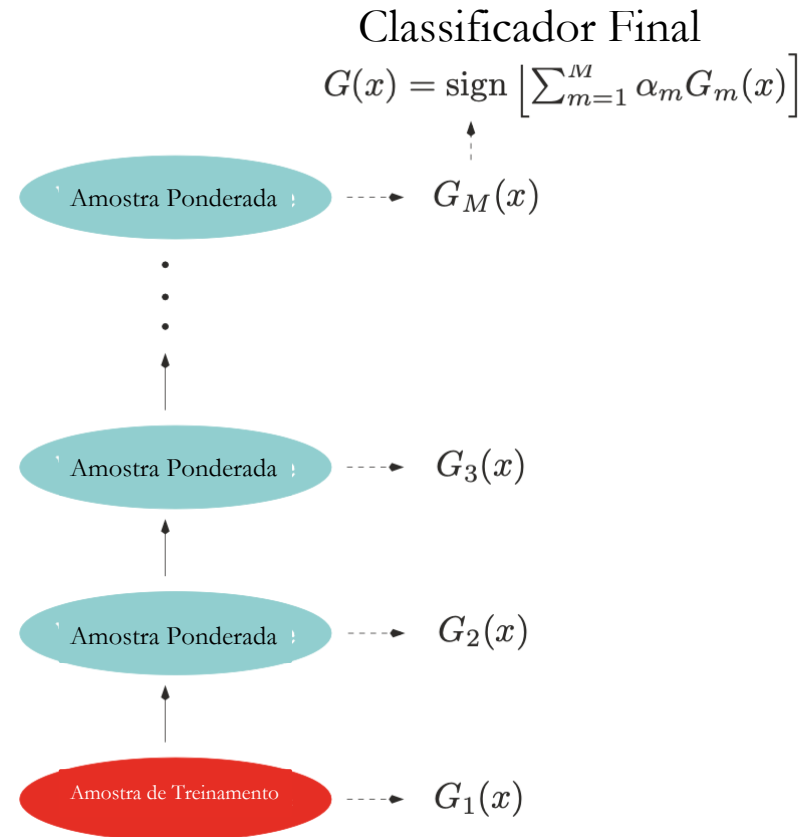 Classificador Final
G(x) = sign [∑_{m=1}^{M} α_m G_m(x)]
Amostra Ponderada
G_M(x)
Amostra Ponderada
G_3(x)
Amostra Ponderada
G_2(x)
Amostra de Treinamento
G_1(x)